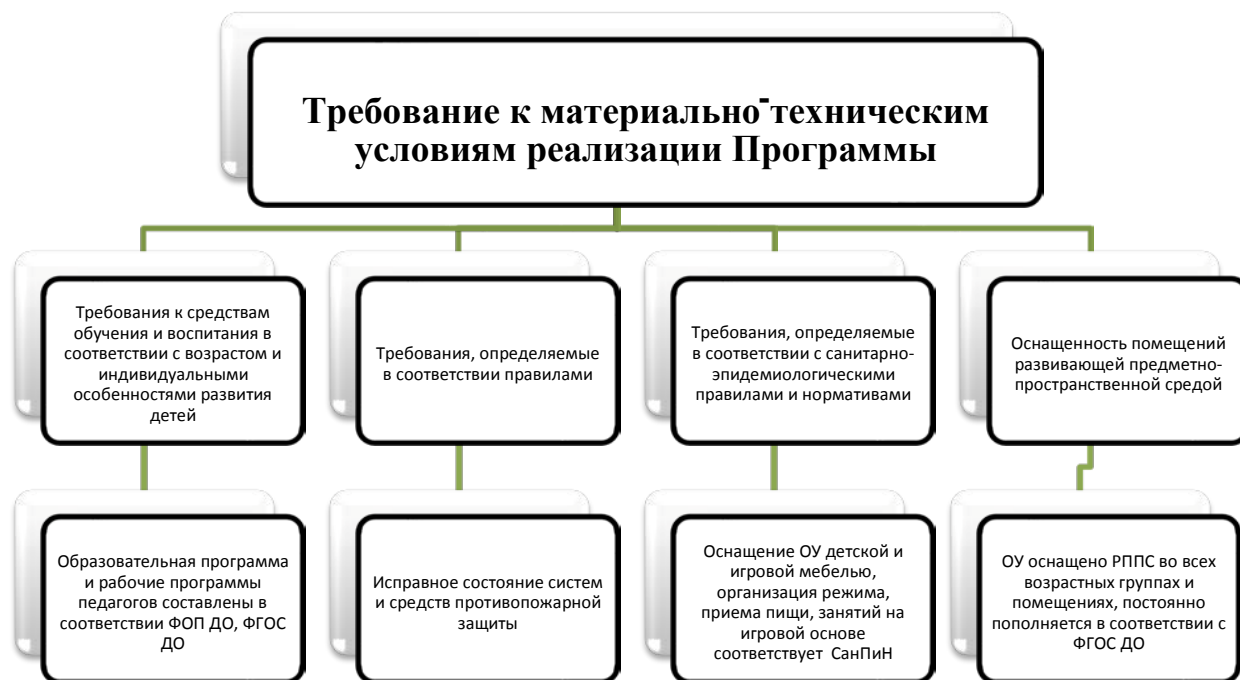 Требование к материально-техническим
условиям реализации Программы
Требования к средствам
обучения и воспитания в
соответствии с возрастом и
индивидуальными
особенностями развития
детей
Требования, определяемые
в соответствии правилами
Требования, определяемые
в соответствии с санитарно-
эпидемиологическими
правилами и нормативами
Оснащенность помещений
развивающей предметно-
пространственной средой
Образовательная программа
и рабочие программы
педагогов составлены в
соответствии ФОП ДО, ФГОС
ДО
Исправное состояние систем
и средств противопожарной
защиты
Оснащение ОУ детской и
игровой мебелью,
организация режима,
приема пищи, занятий на
игровой основе
соответствует СанПиН
ОУ оснащено РППС во всех
возрастных группах и
помещениях, постоянно
пополняется в соответствии с
ФГОС ДО